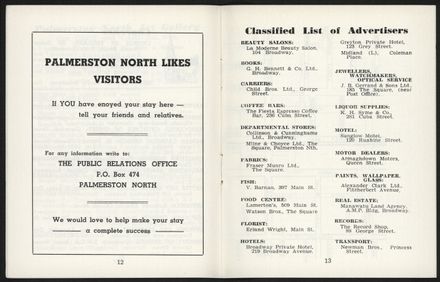 PALMERSTON NORTH LIKES
VISITORS
If YOU have enoyed your stay here —
tell your friends and relatives.
For any information write to:
THE PUBLIC RELATIONS OFFICE
P.O. Box 474
PALMERSTON NORTH
We would love to help make your stay
— a complete success —
12
Classified List of Advertisers
BEAUTY SALONS:
La Moderne Beauty Salon,
104 Broadway.
BOOKS:
G. H. Bennett & Co. Ltd.,
Broadway.
CARRIERS:
Child Bros. Ltd., George
Street.
COFFEE BARS:
The Fiesta Espresso Coffee
Bar, 236 Cuba Street.
DEPARTMENTAL STORES:
Collinson & Cunninghame
Ltd., Broadway.
Milne & Choyce Ltd., The
Square, Palmerston Nth.
FABRICS:
Fraser Munro Ltd.,
The Square.
FISH:
V. Barnao, 397 Main St.
FOOD CENTRE:
Lamerton's, 509 Main St.
Watson Bros., The Square
FLORIST:
Erland Wright, Main St.
HOTELS:
Broadway Private Hotel,
219 Broadway Avenue.
Greyton Private Hotel,
123 Grey Street.
Midland (L.), Coleman
Place.
JEWELLERS,
WATCHMAKERS,
OPTICAL SERVICE
J. B. Gerrand & Sons Ltd.,
185 The Square, (near
Post Office).
LIQUOR SUPPLIES:
K. H. Syme & Co.,
261 Cuba Street.
MOTEL:
Sunglow Motel,
120 Ruahine Street.
MOTOR DEALERS:
Armaghdown Motors,
Queen Street.
PAINTS, WALLPAPER,
GLASS:
Alexander Clark Ltd.,
Fitzherbert Avenue.
REAL ESTATE:
Manawatu Land Agency,
A.M.P. Bldg, Broadway.
RECORDS:
The Record Shop,
88 George Street.
TRANSPORT:
Newman Bros., Princess
Street.
13